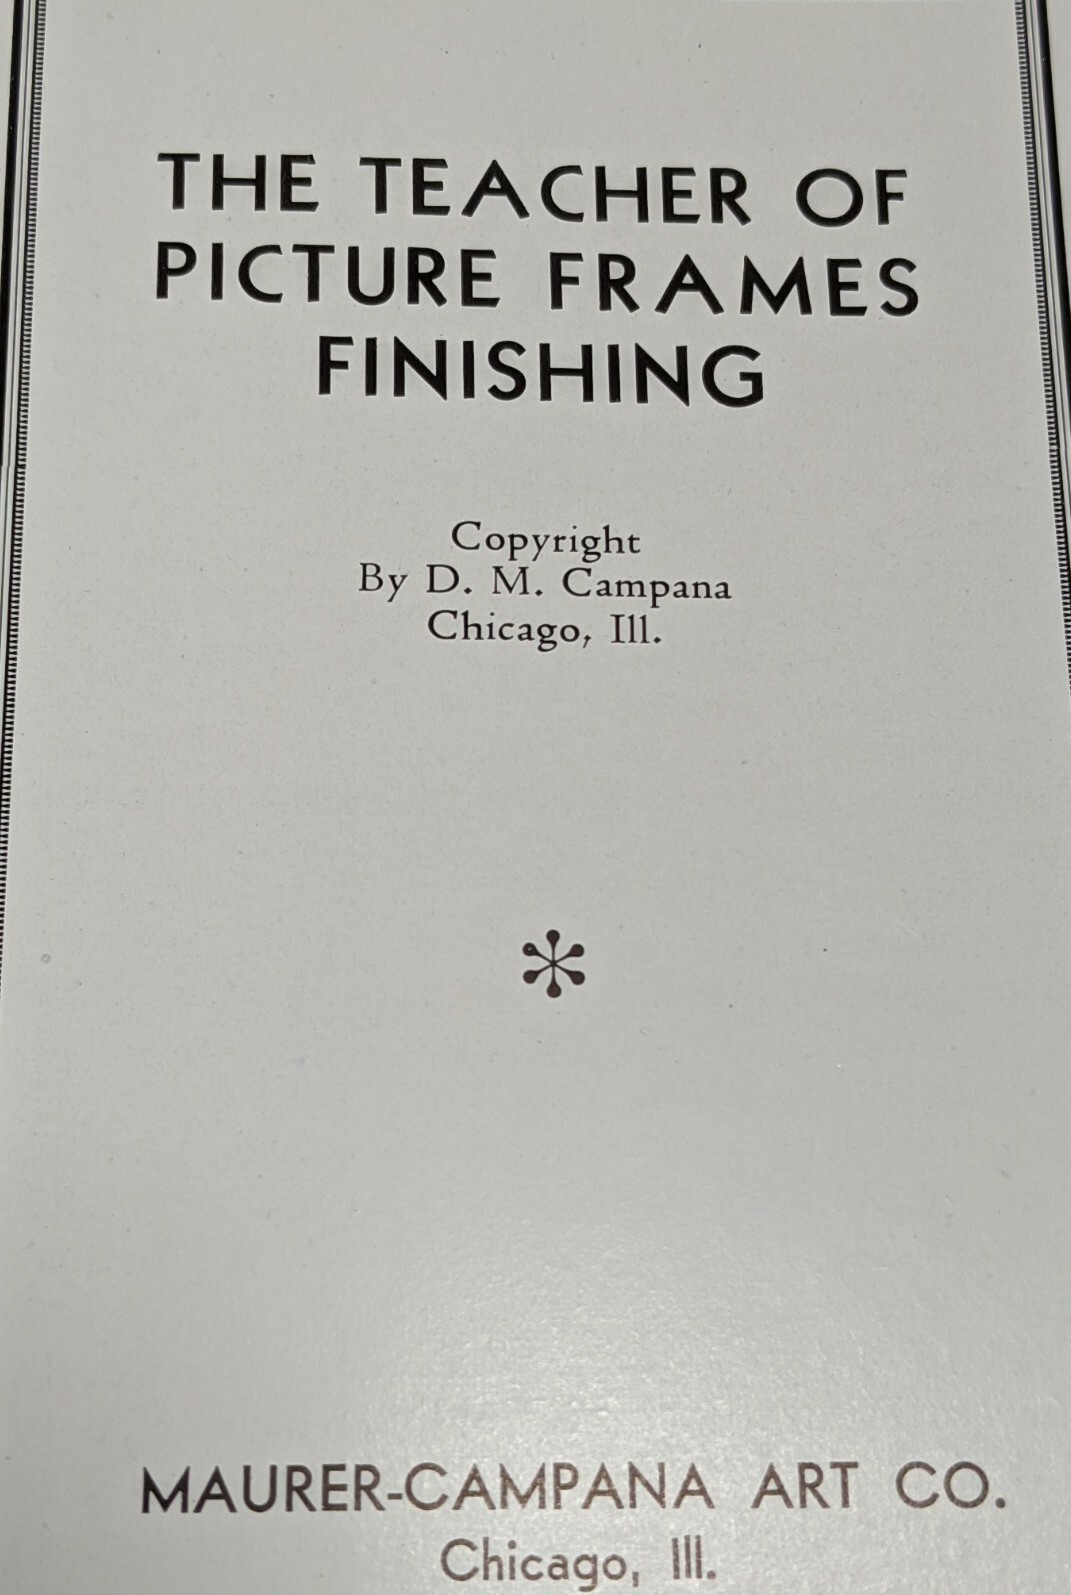 THE TEACHER OF
PICTURE FRAMES
FINISHING
Copyright
By D. M. Campana
Chicago, Ill.
MAURER-CAMPANA ART CO.
Chicago, Ill.